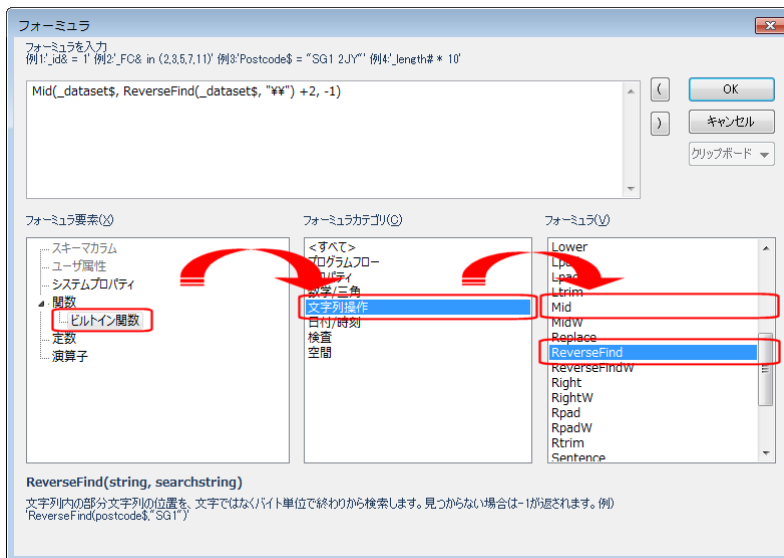 フォーミュラ
フォーミュラを入力
例1:'_id& = 1' 例2:'_FC& in (2,3,5,7,11)' 例3:'Postcode$ = "SG1 2JY"' 例4:'_length# * 10'
Mid(_dataset$, ReverseFind(_dataset$, "¥¥") +2, -1)
(
)
OK
キャンセル
クリップボード
フォーミュラ要素(X)
スキーマカラム
ユーザ属性
システムプロパティ
関数
ビルトイン関数
定数
演算子
フォーミュラカテゴリ(C)
<すべて>
プログラムフロー
プロパティ
数学/三角
文字列操作
日付/時刻
検査
空間
フォーミュラ(V)
Lower
Lpad
Ltrim
Mid
MidW
Replace
ReverseFind
ReverseFindW
Right
RightW
Rpad
RpadW
Rtrim
Sentence
ReverseFind(string, searchstring)
文字列内の部分文字列の位置を、文字ではなくバイト単位で終わりから検索します。見つからない場合は-1が返されます。例)
'ReverseFind(postcode$,"SG1")'